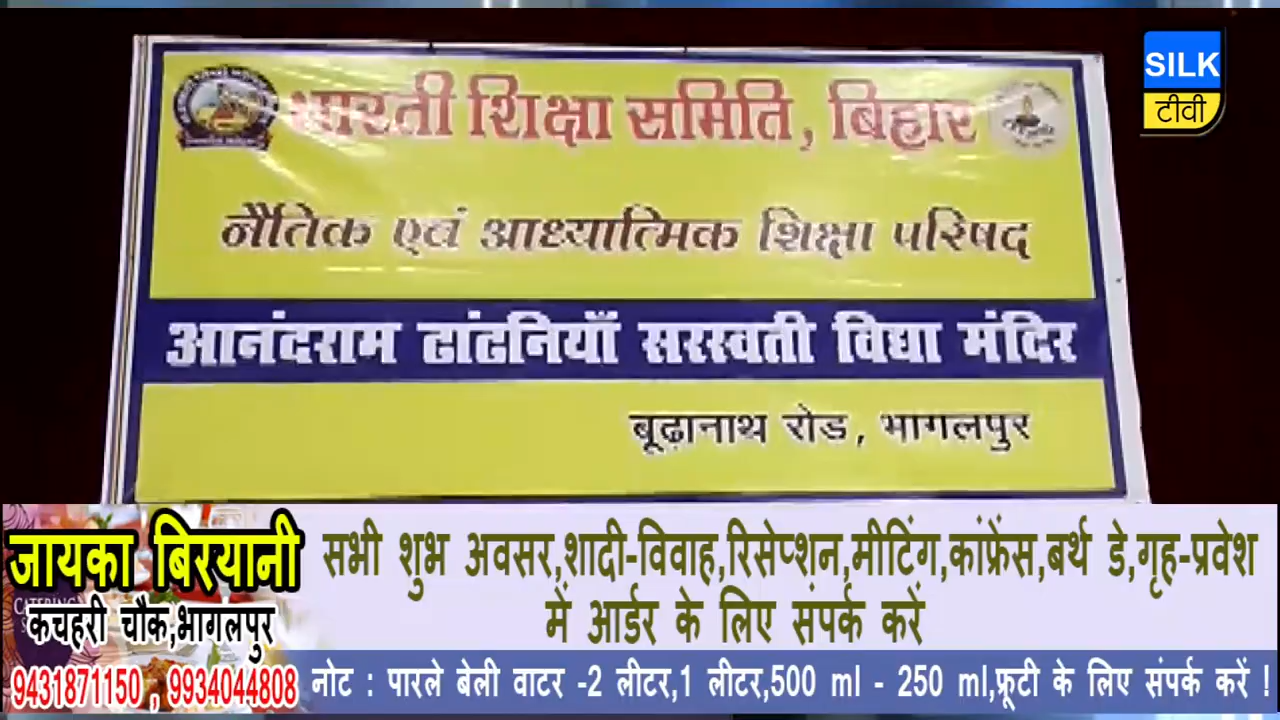 SILK
टीवी
भारती शिक्षा समिति, बिहार
नैतिक एवं आध्यात्मिक शिक्षा परिषद
आनंदराम ढांढनियाँ सरस्वती विद्या मंदिर
बूढ़ानाथ रोड, भागलपुर
जायका बिरयानी
CATERING
कचहरी चौक,भागलपुर
9431871150 , 9934044808
सभी शुभ अवसर,शादी-विवाह,रिसेप्शन,मीटिंग,कांफ्रेंस,बर्थ डे,गृह-प्रवेश
में आर्डर के लिए संपर्क करें
नोट : पारले बेली वाटर -2 लीटर,1 लीटर,500 ml - 250 ml,फ्रूटी के लिए संपर्क करें !